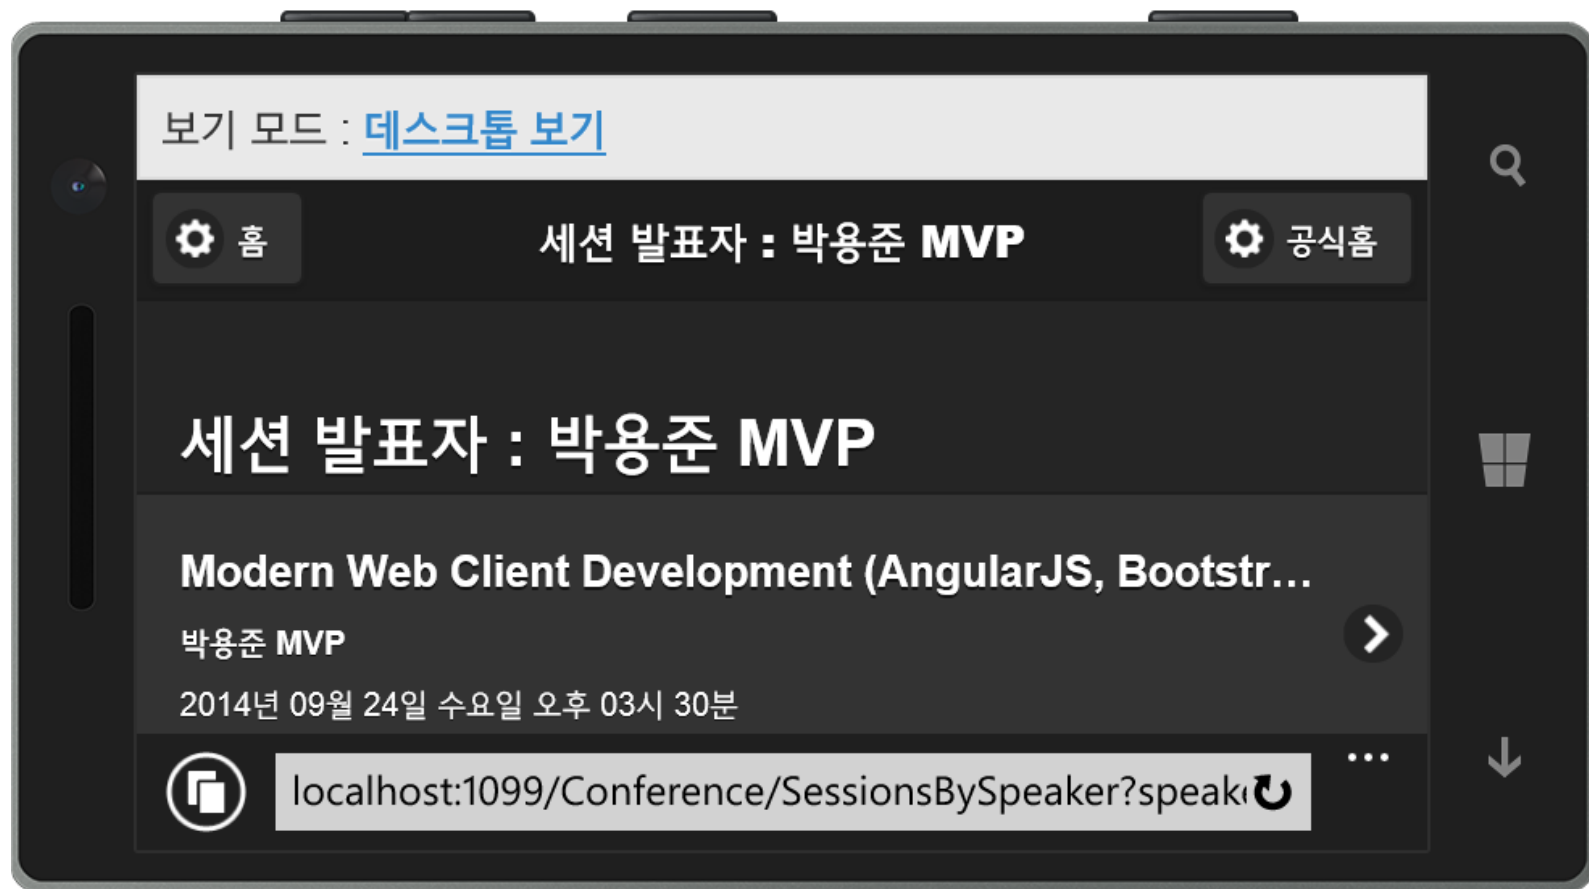 보기 모드 : 데스크톱 보기
홈
세션 발표자 : 박용준 MVP
공식홈
세션 발표자 : 박용준 MVP
Modern Web Client Development (AngularJS, Bootstr...
박용준 MVP
2014년 09월 24일 수요일 오후 03시 30분
localhost:1099/Conference/SessionsBySpeaker?speak